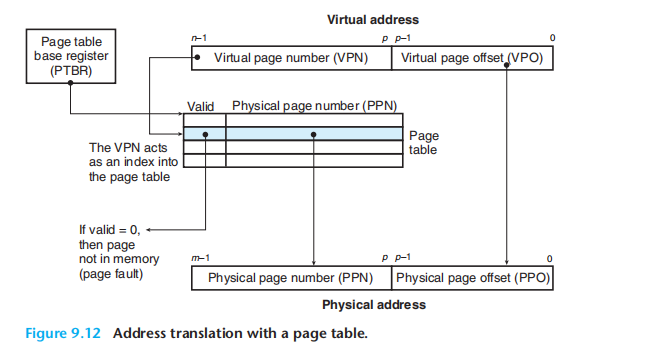 Virtual address
n–1 p p–1 0
Page table
base register
(PTBR)
Virtual page number (VPN) Virtual page offset (VPO)
Valid Physical page number (PPN)
The VPN acts
as an index into
the page table
Page
table
If valid = 0,
then page
not in memory
(page fault)
m–1 p p–1 0
Physical page number (PPN) Physical page offset (PPO)
Physical address
Figure 9.12 Address translation with a page table.